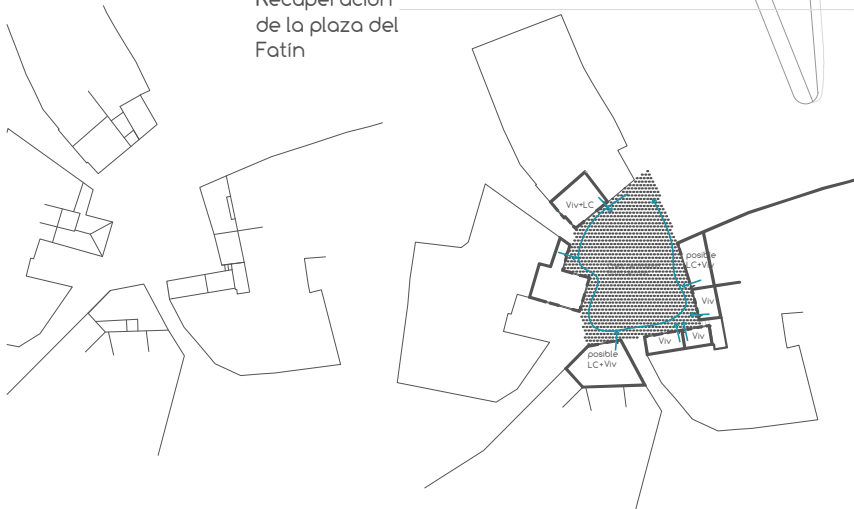 Recuperación
de la plaza del
Fatín
Viv+LC
posible
LC+Viv
Viv
Viv
Viv
posible
LC+Viv